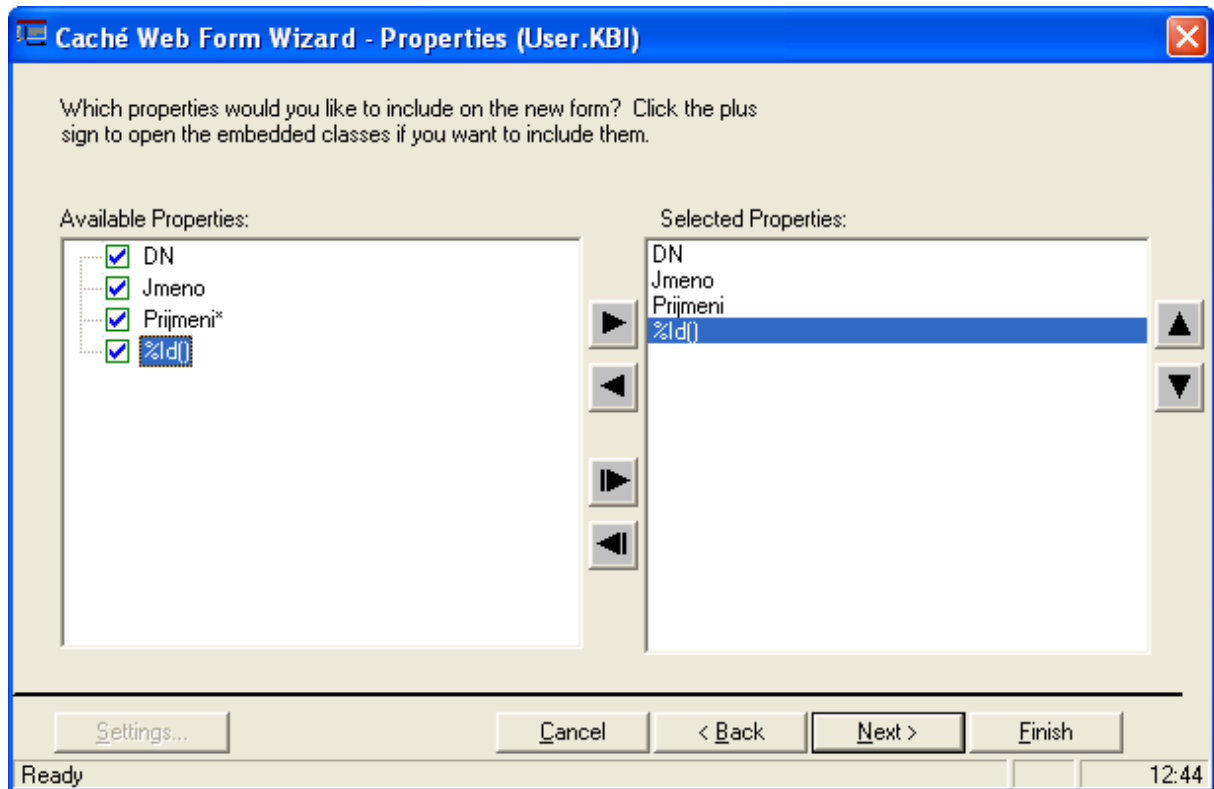 Caché Web Form Wizard - Properties (User.KBI)
Which properties would you like to include on the new form?  Click the plus
sign to open the embedded classes if you want to include them.
Available Properties:
DN
Jmeno
Prijmeni*
%Id()
Selected Properties:
DN
Jmeno
Prijmeni
%Id()
Settings...
Cancel
< Back
Next >
Finish
Ready
12:44